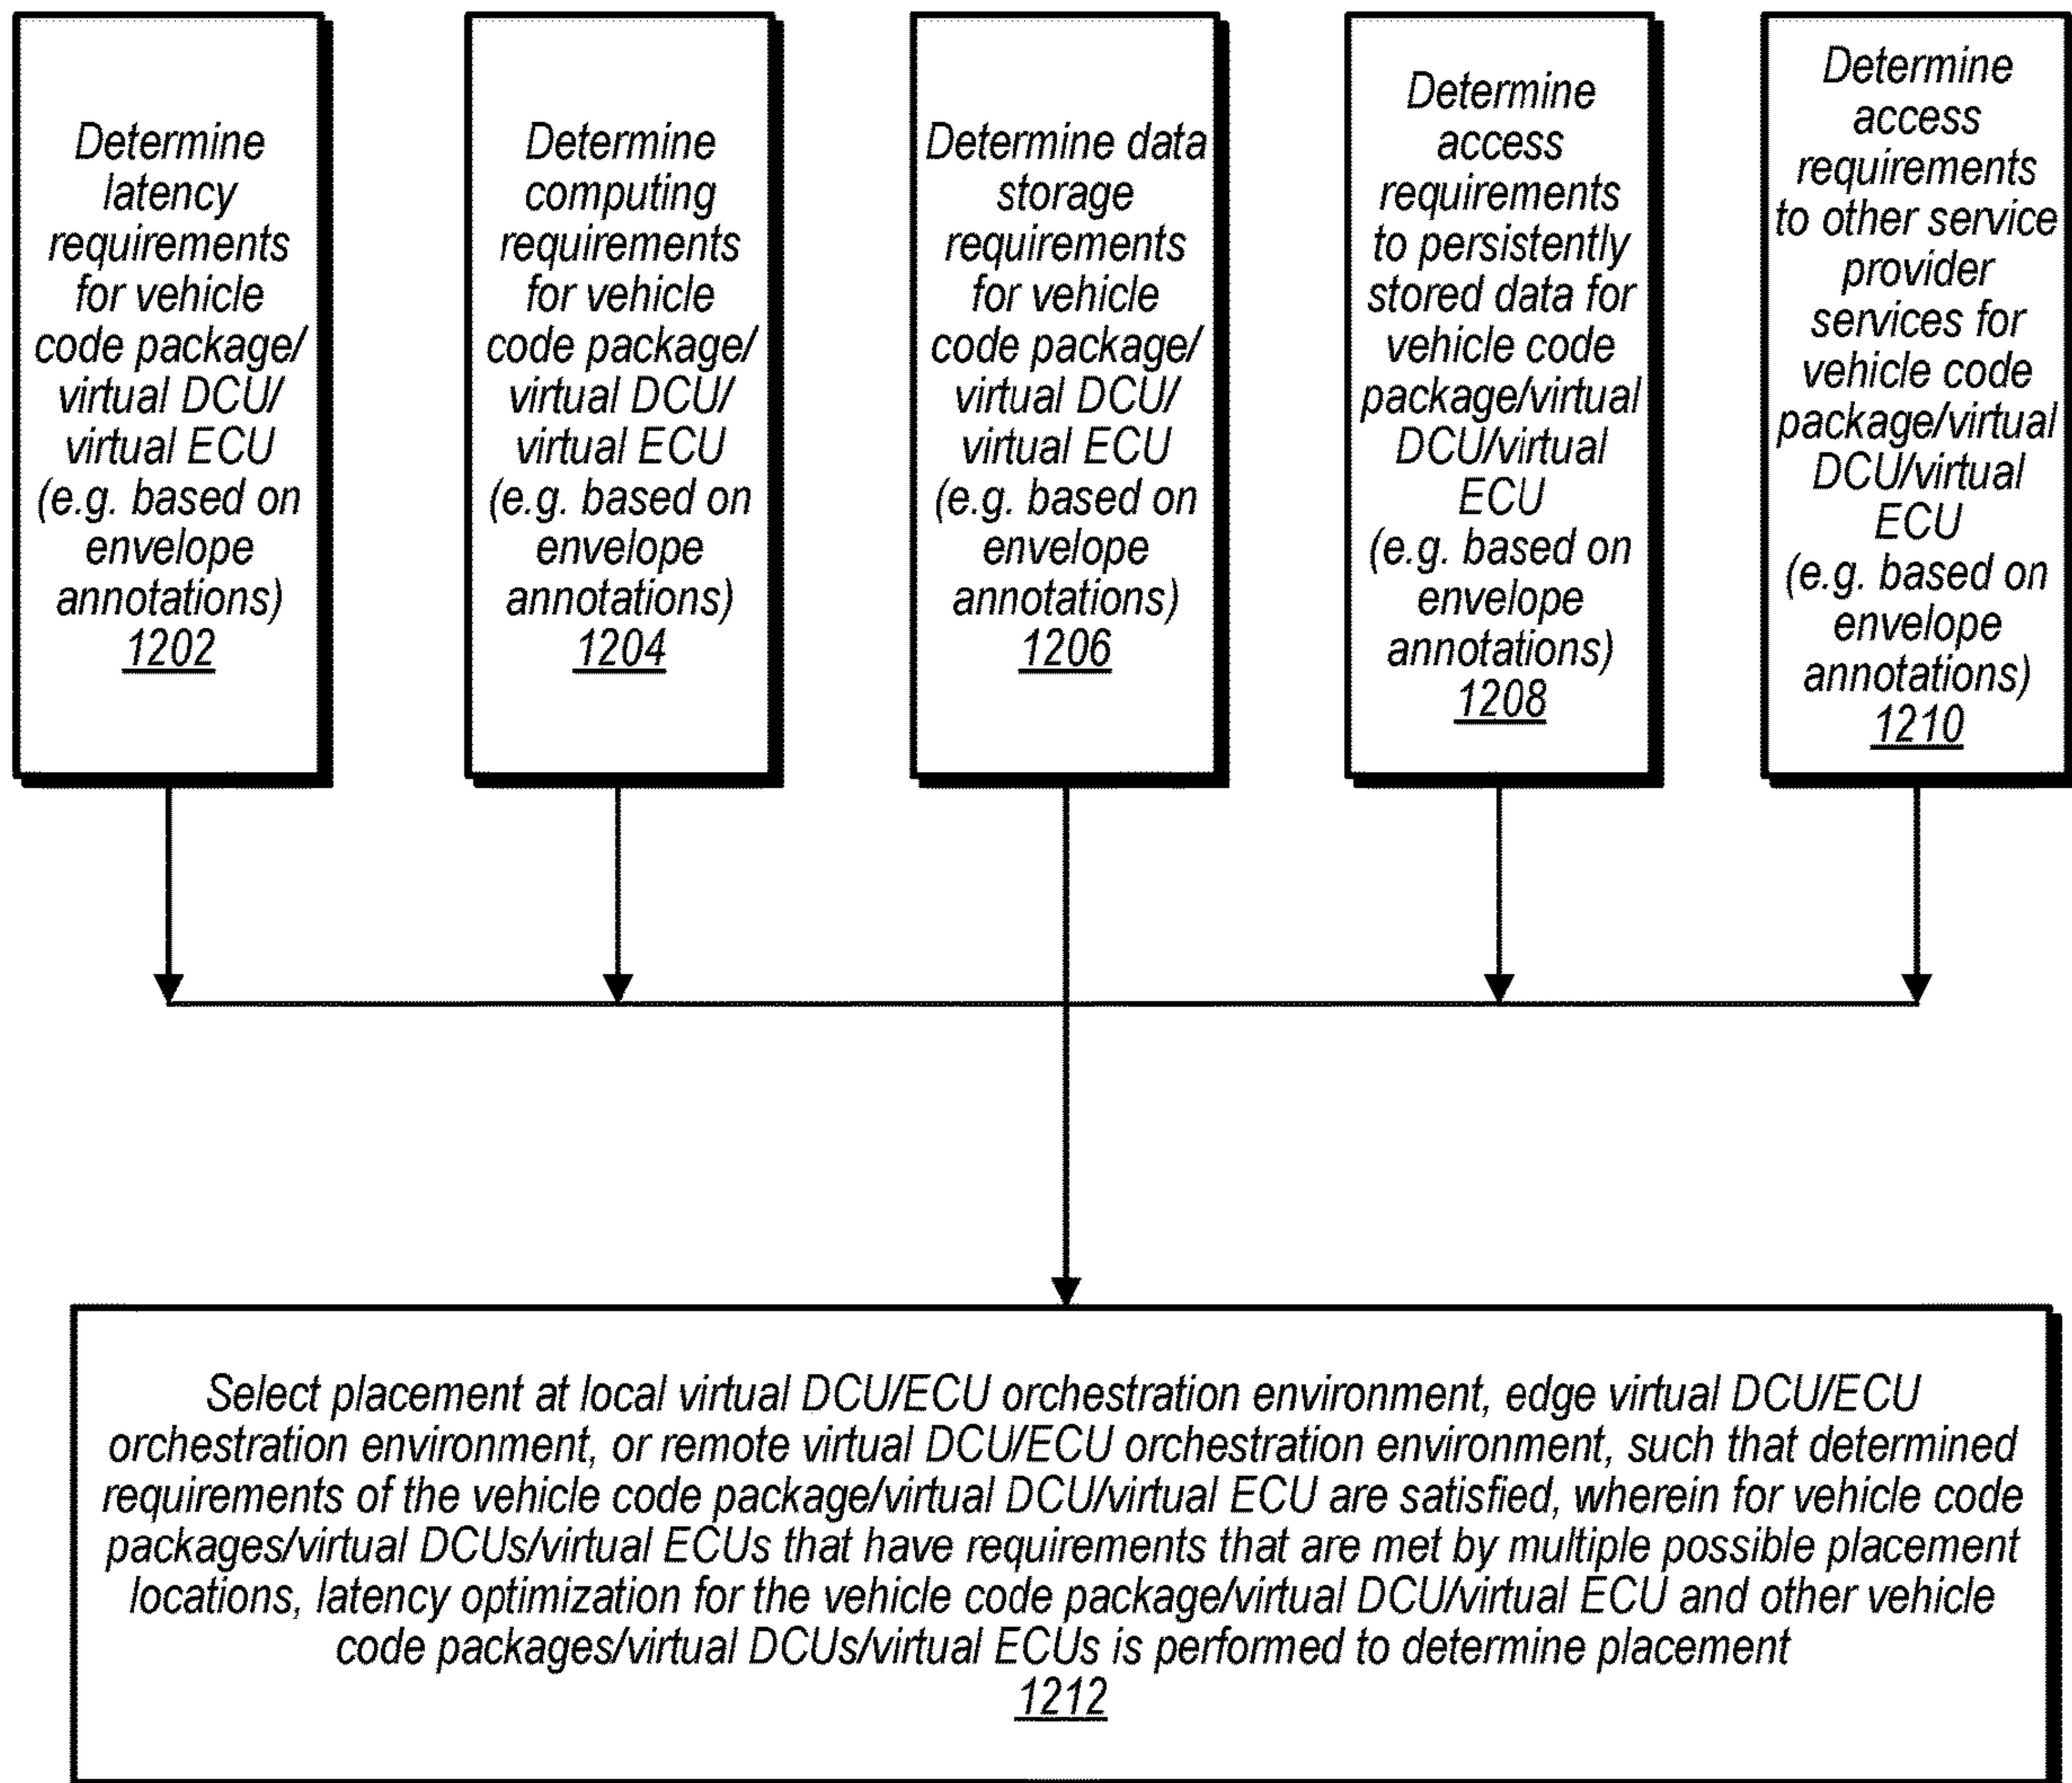 Determine
latency
requirements
for vehicle
code package/
virtual DCU/
virtual ECU
(e.g. based on
envelope
annotations)
1202
Determine
computing
requirements
for vehicle
code package/
virtual DCU/
virtual ECU
(e.g. based on
envelope
annotations)
1204
Determine data
storage
requirements
for vehicle
code package/
virtual DCU/
virtual ECU
(e.g. based on
envelope
annotations)
1206
Determine
access
requirements
to persistently
stored data for
vehicle code
package/virtual
DCU/virtual
ECU
(e.g. based on
envelope
annotations)
1208
Determine
access
requirements
to other service
provider
services for
vehicle code
package/virtual
DCU/virtual
ECU
(e.g. based on
envelope
annotations)
1210
Select placement at local virtual DCU/ECU orchestration environment, edge virtual DCU/ECU
orchestration environment, or remote virtual DCU/ECU orchestration environment, such that determined
requirements of the vehicle code package/virtual DCU/virtual ECU are satisfied, wherein for vehicle code
packages/virtual DCUs/virtual ECUs that have requirements that are met by multiple possible placement
locations, latency optimization for the vehicle code package/virtual DCU/virtual ECU and other vehicle
code packages/virtual DCUs/virtual ECUs is performed to determine placement
1212